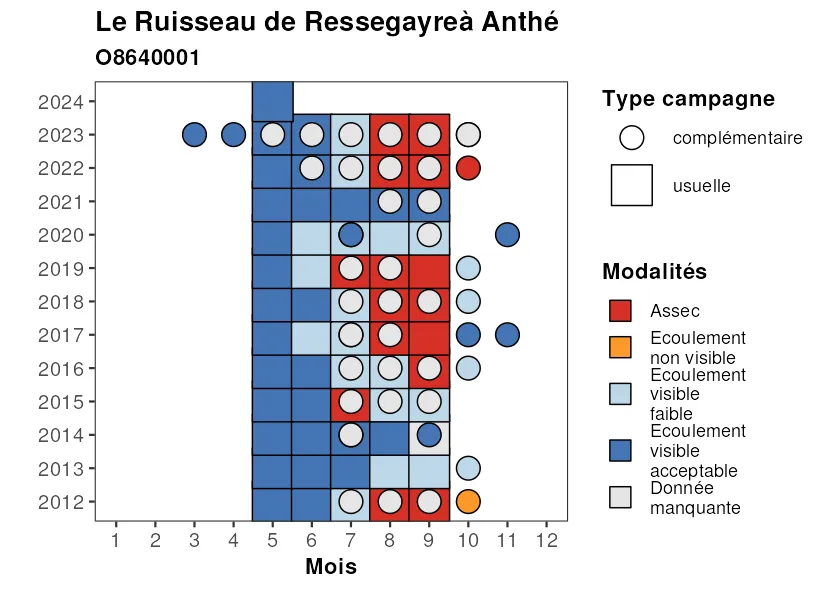 Le Ruisseau de Ressegayreà Anthé
O8640001
2024
2023
2022
2021
2020
2019
2018
2017
2016
2015
2014
2013
2012
1 2 3 4 5 6 7 8 9 10 11 12
Mois
Type campagne
complémentaire
usuelle
Modalités
Assec
Ecoulement
non visible
Ecoulement
visible
faible
Ecoulement
visible
acceptable
Donnée
manquante